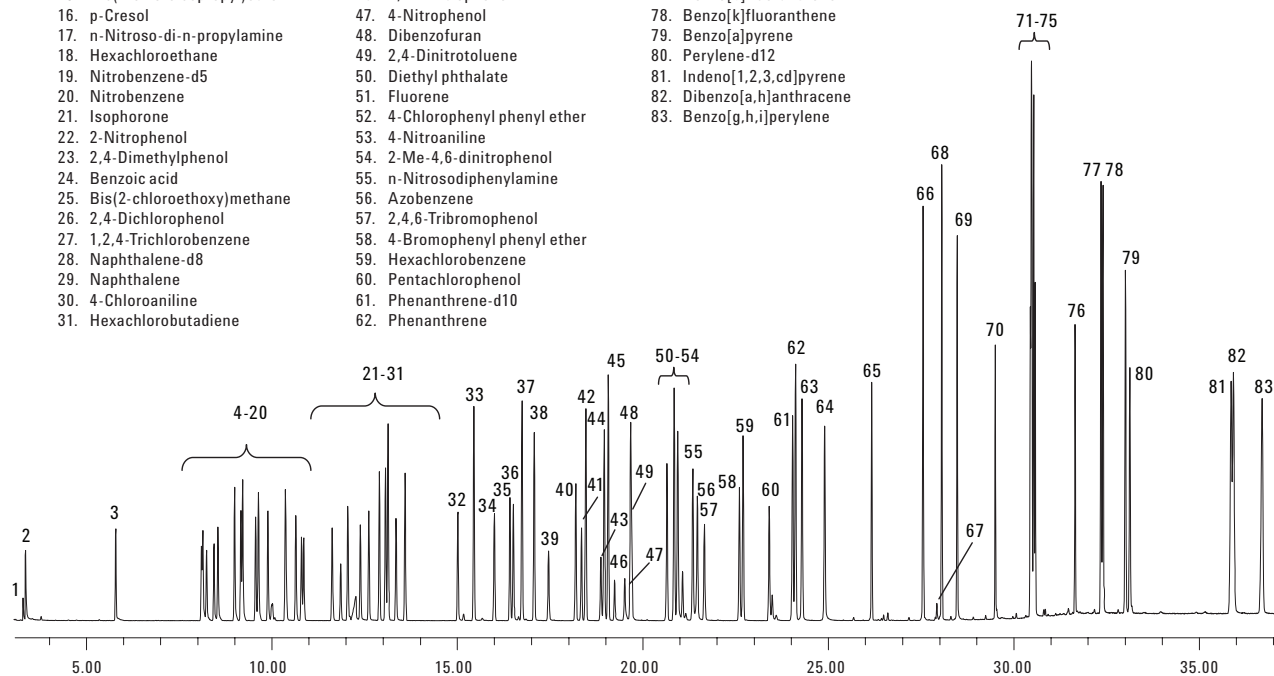 16. p-Cresol
17. n-Nitroso-di-n-propylamine
18. Hexachloroethane
19. Nitrobenzene-d5
20. Nitrobenzene
21. Isophorone
22. 2-Nitrophenol
23. 2,4-Dimethylphenol
24. Benzoic acid
25. Bis(2-chloroethoxy)methane
26. 2,4-Dichlorophenol
27. 1,2,4-Trichlorobenzene
28. Naphthalene-d8
29. Naphthalene
30. 4-Chloroaniline
31. Hexachlorobutadiene
47. 4-Nitrophenol
48. Dibenzofuran
49. 2,4-Dinitrotoluene
50. Diethyl phthalate
51. Fluorene
52. 4-Chlorophenyl phenyl ether
53. 4-Nitroaniline
54. 2-Me-4,6-dinitrophenol
55. n-Nitrosodiphenylamine
56. Azobenzene
57. 2,4,6-Tribromophenol
58. 4-Bromophenyl phenyl ether
59. Hexachlorobenzene
60. Pentachlorophenol
61. Phenanthrene-d10
62. Phenanthrene
78. Benzo[k]fluoranthene
79. Benzo[a]pyrene
80. Perylene-d12
81. Indeno[1,2,3,cd]pyrene
82. Dibenzo[a,h]anthracene
83. Benzo[g,h,i]perylene
1
2
3
4-20
21-31
32
33
34
35
36
37
38
39
40
41
42
43
44
45
46
47
48
49
50-54
55
56
57
58
59
60
61
62
63
64
65
66
67
68
69
70
71-75
76
77 78
79
80
81
82
83
5.00 10.00 15.00 20.00 25.00 30.00 35.00